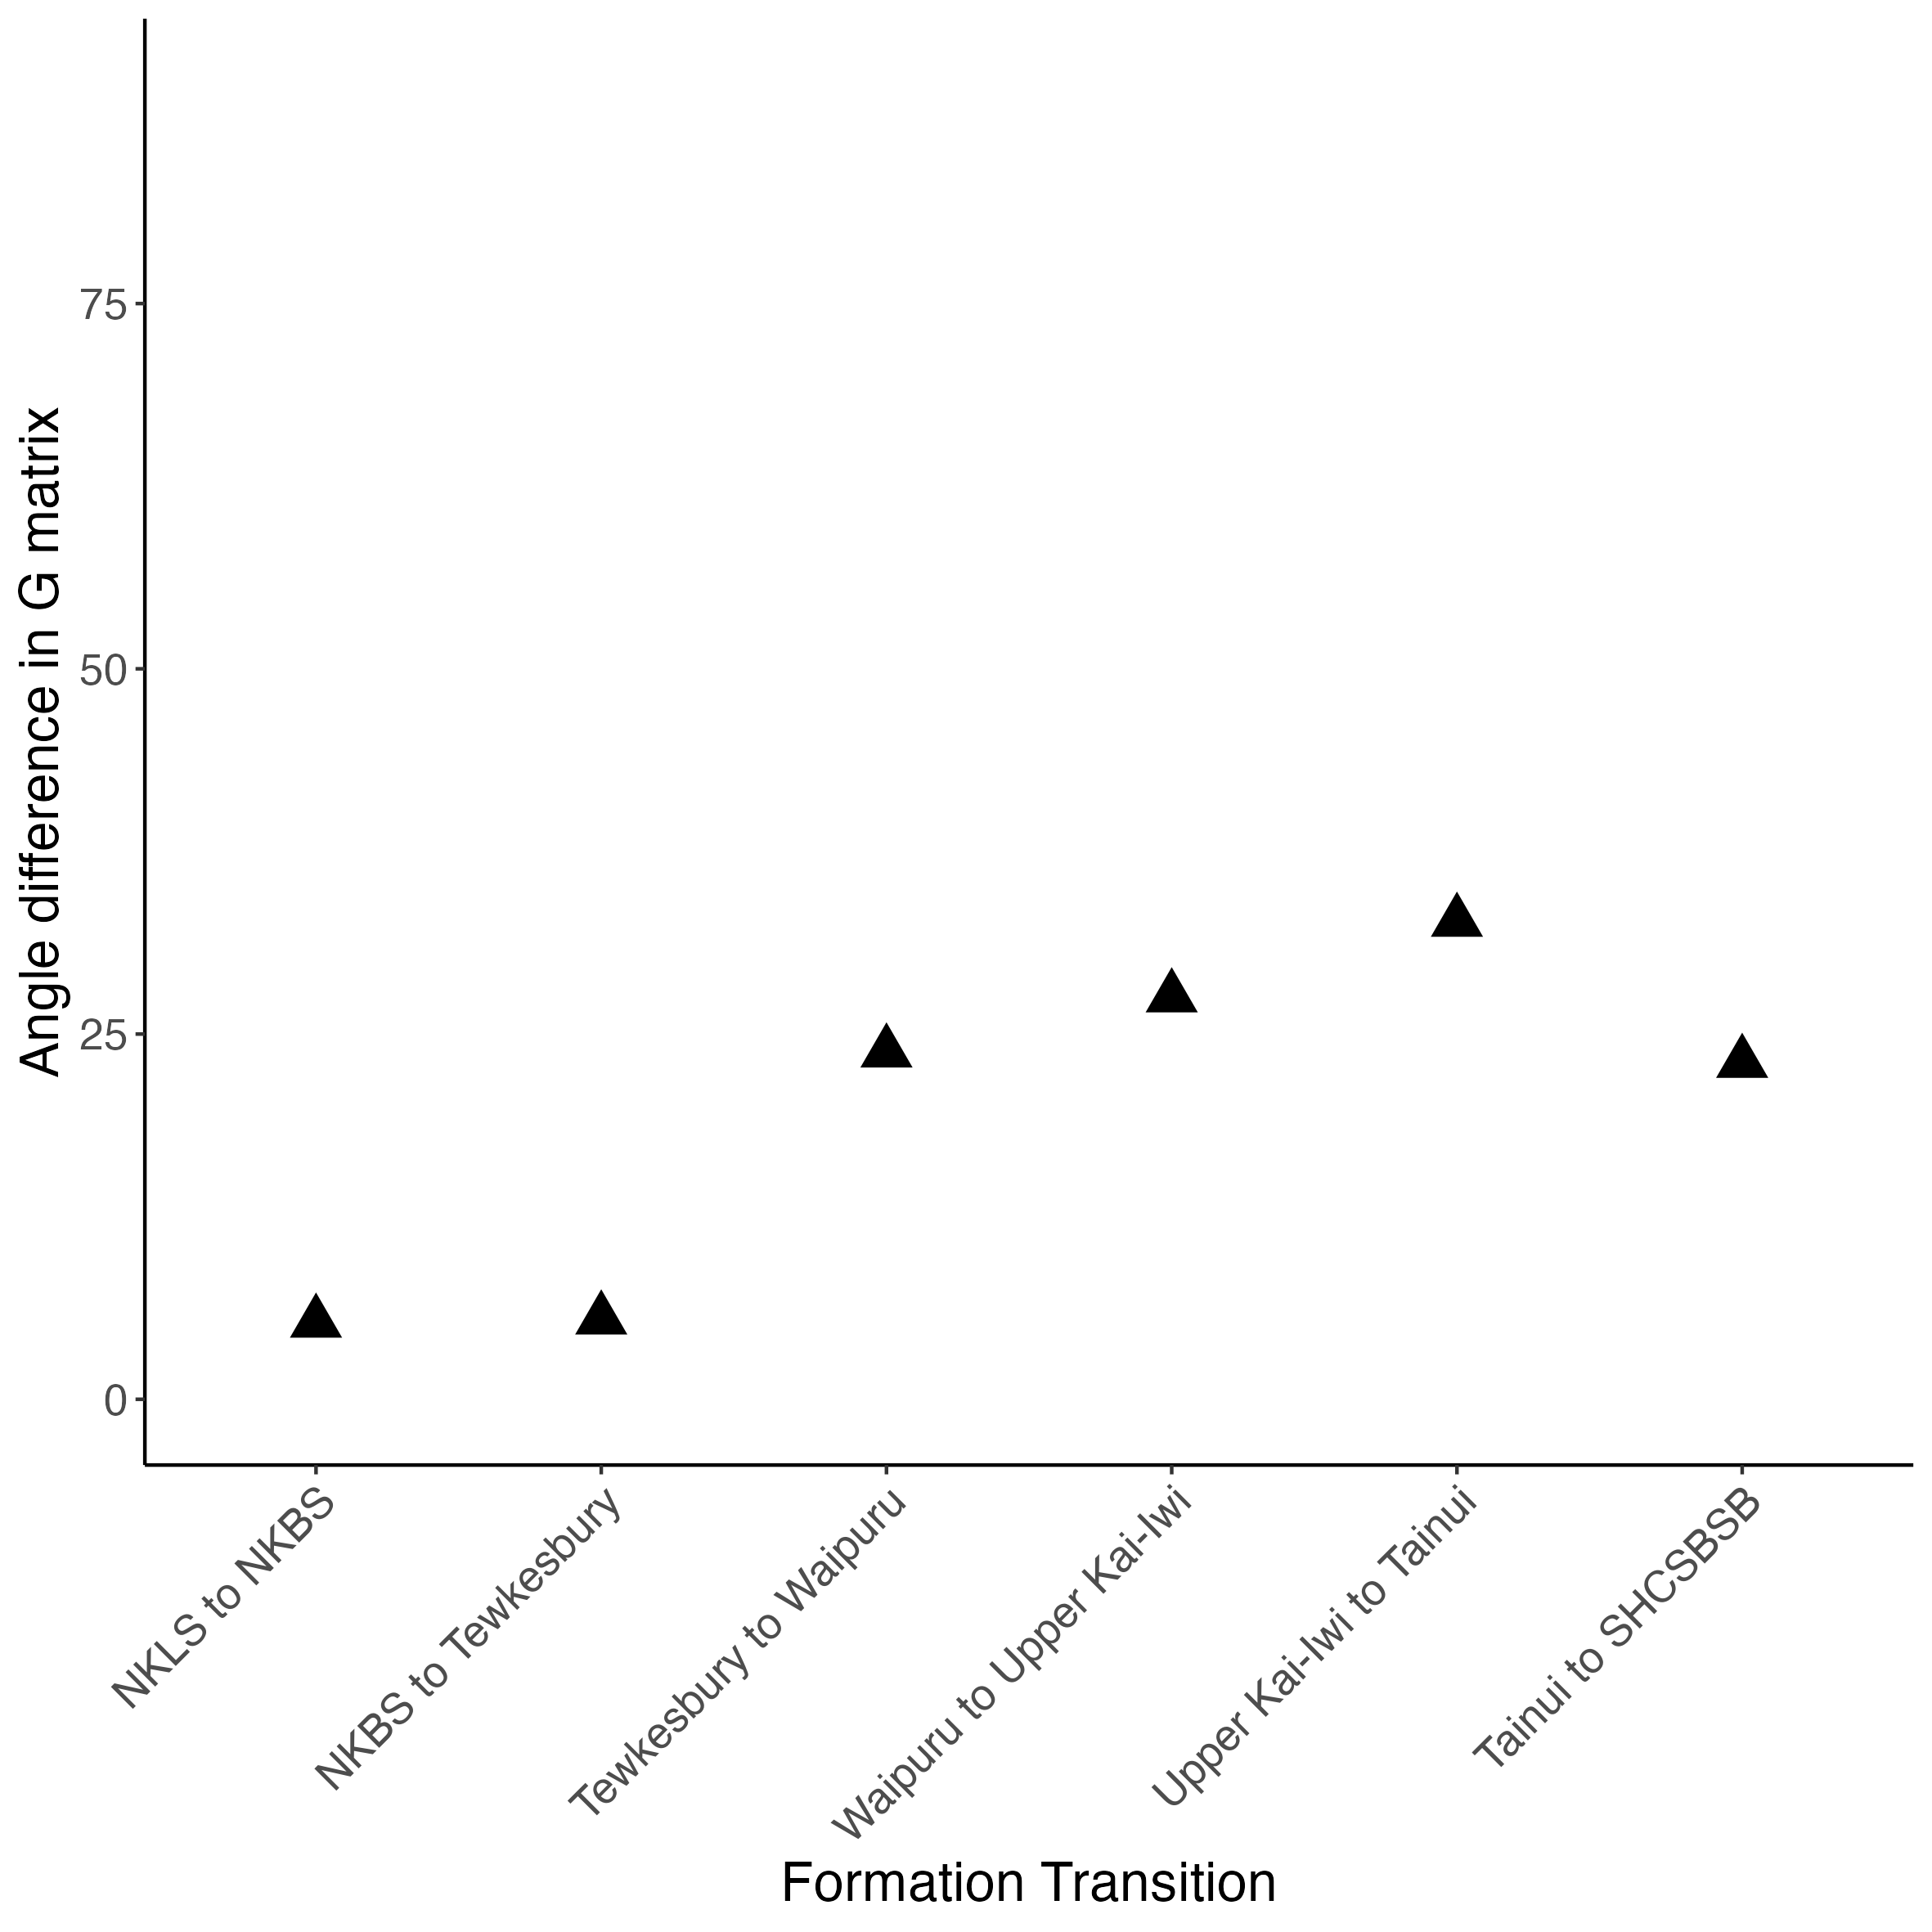 Angle difference in G matrix
75
50
25
0
NKLS to NKBS
NKBS to Tewkesbury
Tewkesbury to Waipuru
Waipuru to Upper Kai-Iwi
Upper Kai-Iwi to Tainui
Tainui to SHCSBSB
Formation Transition